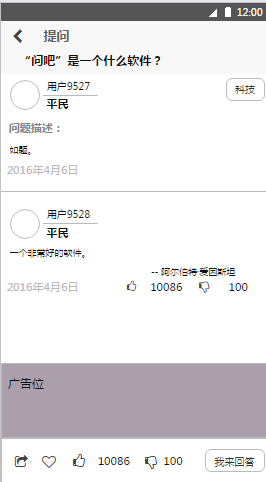 12:00
提问
“问吧”是一个什么软件？
用户9527
科技
平民
问题描述：
如题。
2016年4月6日
用户9528
平民
一个非常好的软件。
-- 阿尔伯特·爱因斯坦
2016年4月6日 10086 100
广告位
10086 100 我来回答